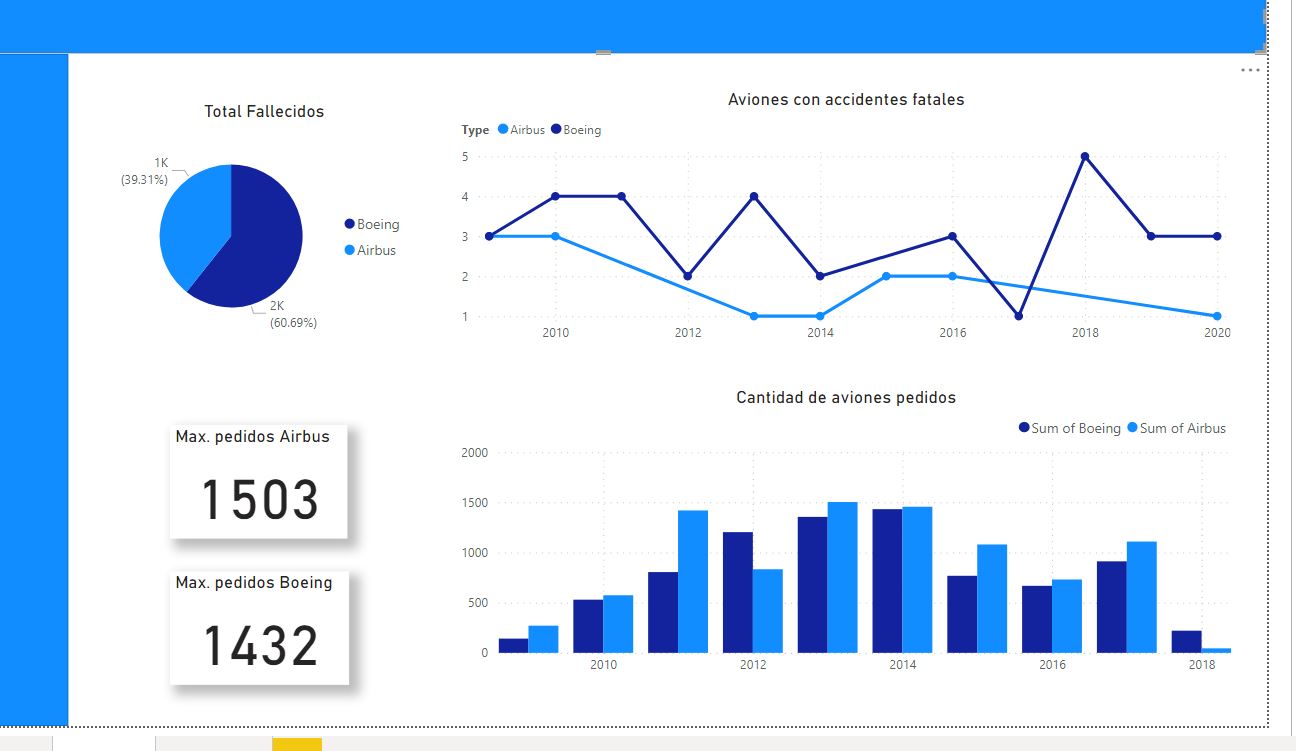 Total Fallecidos
1K
(39.31%)
Boeing
Airbus
2K
(60.69%)
Aviones con accidentes fatales
Type Airbus Boeing
5
4
3
2
1
2010 2012 2014 2016 2018 2020
Max. pedidos Airbus
1503
Max. pedidos Boeing
1432
Cantidad de aviones pedidos
Sum of Boeing Sum of Airbus
2000
1500
1000
500
0
2010 2012 2014 2016 2018